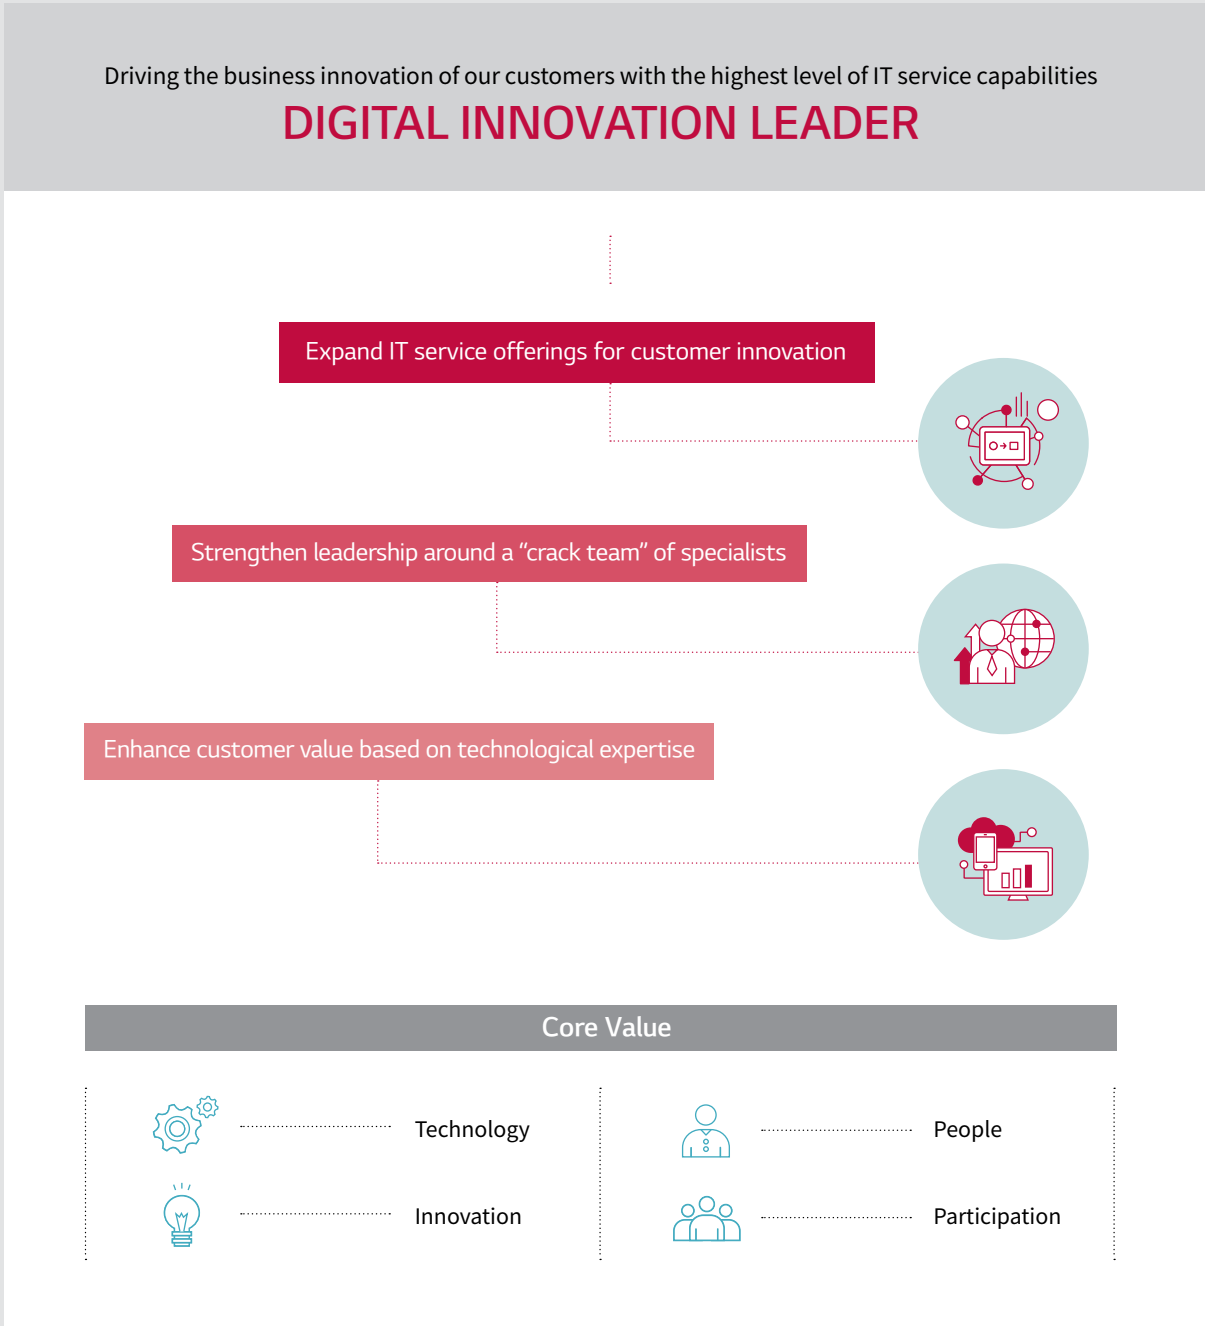 Driving the business innovation of our customers with the highest level of IT service capabilities
DIGITAL INNOVATION LEADER
Expand IT service offerings for customer innovation
Strengthen leadership around a “crack team” of specialists
Enhance customer value based on technological expertise
Core Value
Technology
People
Innovation
Participation